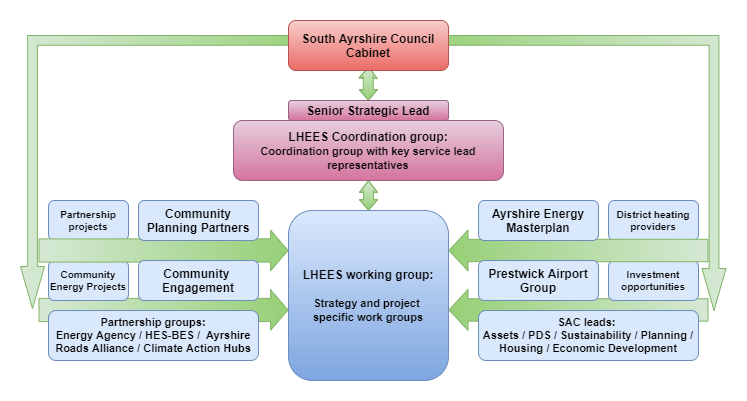 South Ayrshire Council
Cabinet
Senior Strategic Lead
LHEES Coordination group:
Coordination group with key service lead
representatives
Partnership
projects
Community
Planning Partners
Community
Energy Projects
Community
Engagement
Partnership groups:
Energy Agency / HES-BES / Ayrshire
Roads Alliance / Climate Action Hubs
LHEES working group:
Strategy and project
specific work groups
Ayrshire Energy
Masterplan
District heating
providers
Prestwick Airport
Group
Investment
opportunities
SAC leads:
Assets / PDS / Sustainability / Planning /
Housing / Economic Development